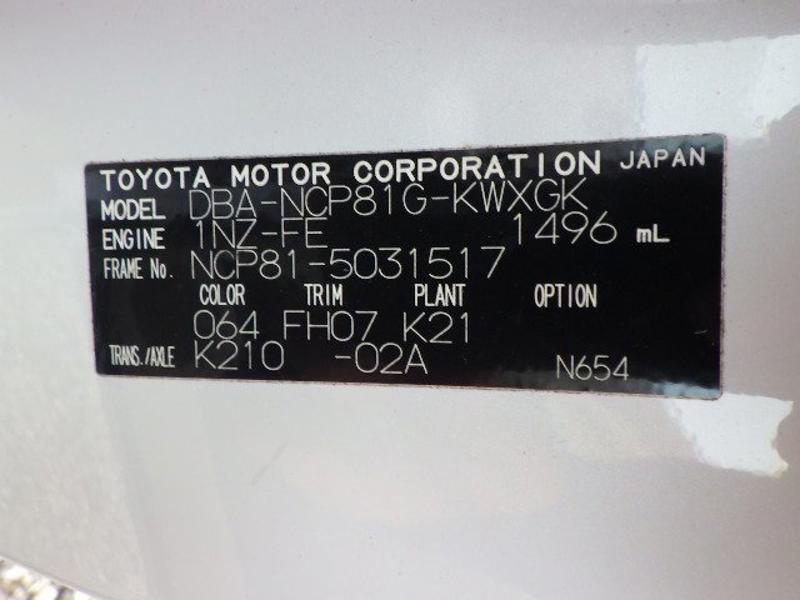 TOYOTA MOTOR CORPORATION JAPAN
MODEL DBA-NCP81G-KWXGK
ENGINE 1NZ-FE 1496 mL
FRAME No. NCP81-5031517
COLOR TRIM PLANT OPTION
064 FH07 K21
TRANS./AXLE K210 -02A N654